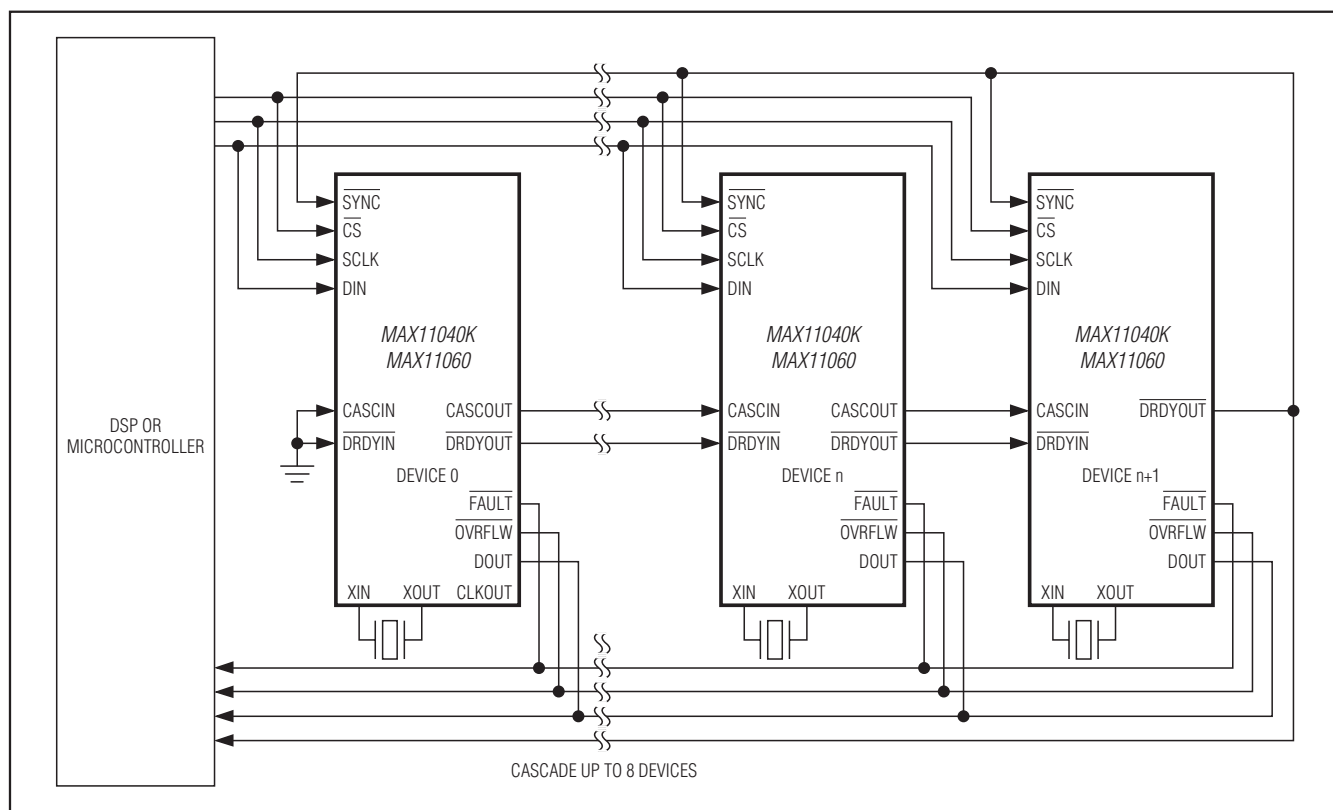 DSP OR
MICROCONTROLLER
SYNC
CS
SCLK
DIN
MAX11040K
MAX11060
CASCIN
CASCOUT
DRDYIN
DRDYOUT
DEVICE 0
FAULT
OVRFLW
DOUT
XIN
XOUT
CLKOUT
SYNC
CS
SCLK
DIN
MAX11040K
MAX11060
CASCIN
CASCOUT
DRDYIN
DRDYOUT
DEVICE n
FAULT
OVRFLW
DOUT
XIN
XOUT
SYNC
CS
SCLK
DIN
MAX11040K
MAX11060
CASCIN
DRDYOUT
DRDYIN
DEVICE n+1
FAULT
OVRFLW
DOUT
XIN
XOUT
CASCADE UP TO 8 DEVICES